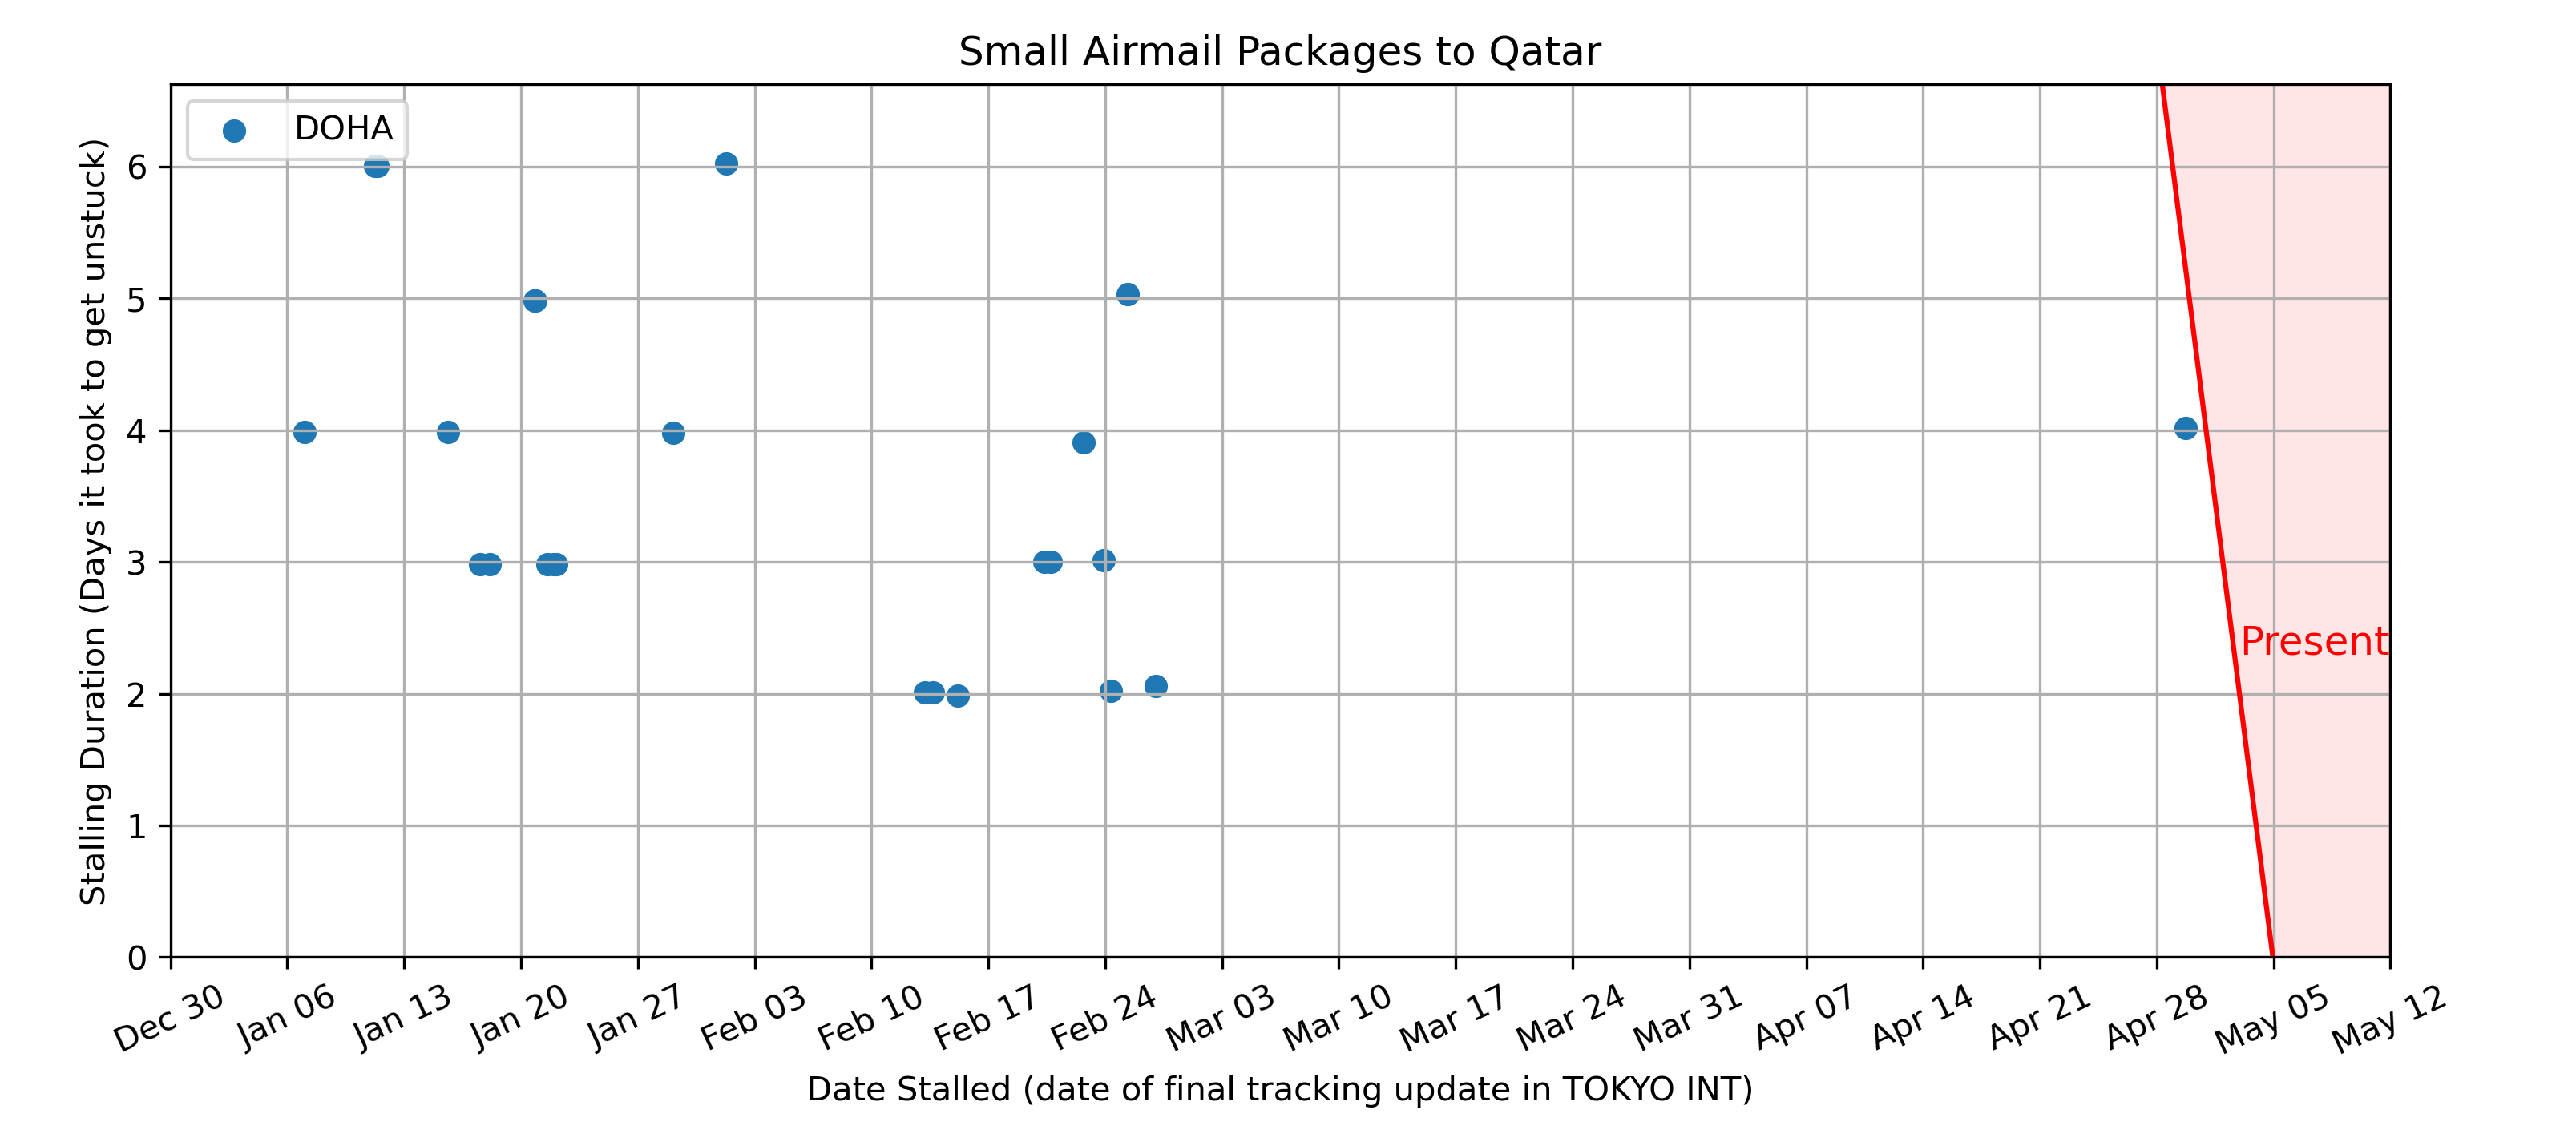 Small Airmail Packages to Qatar
DOHA
Stalling Duration (Days it took to get unstuck)
6
5
4
3
2
1
0
Present
Dec 30 Jan 06 Jan 13 Jan 20 Jan 27 Feb 03 Feb 10 Feb 17 Feb 24 Mar 03 Mar 10 Mar 17 Mar 24 Mar 31 Apr 07 Apr 14 Apr 21 Apr 28 May 05 May 12
Date Stalled (date of final tracking update in TOKYO INT)